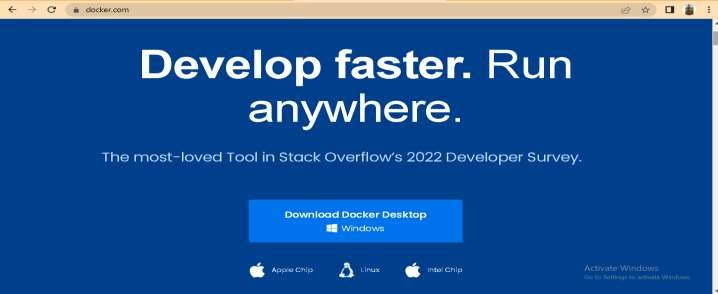 docker.com
Develop faster. Run
anywhere.
The most-loved Tool in Stack Overflow's 2022 Developer Survey.
Download Docker Desktop
Windows
Apple Chip Linux Intel Chip
Activate Windows
Go to Settings to activate Windows.